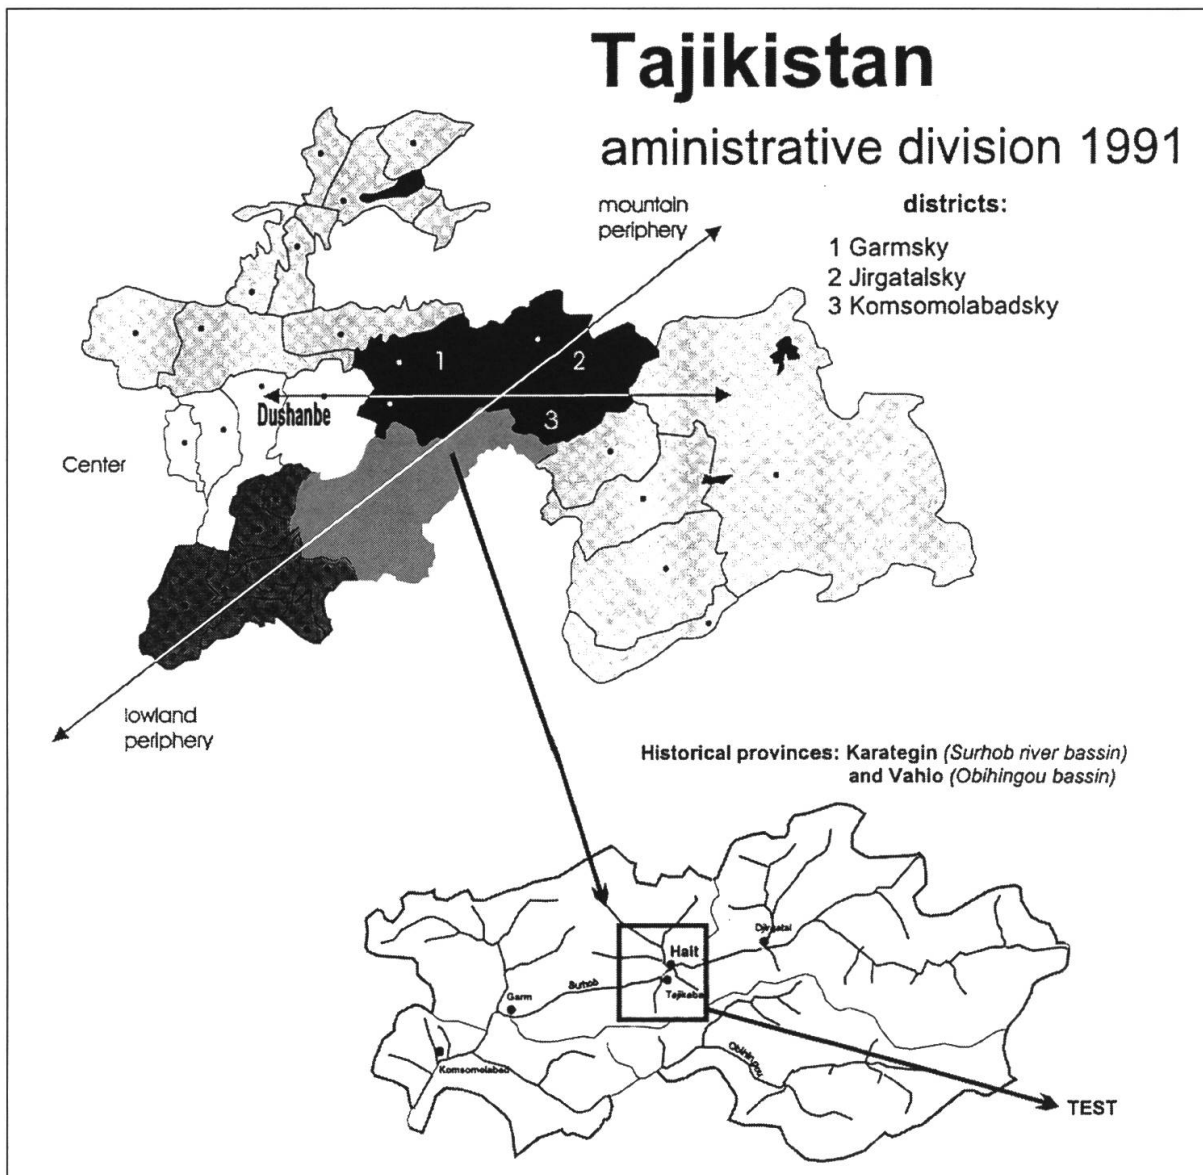 Tajikistan
aministrative division 1991
mountain
periphery
districts:
1 Garmsky
2 Jirgatalsky
3 Komsomolabadsky
1
2
3
Dushanbe
Center
lowland
periphery
Historical provinces: Karategin (Surhob river bassin)
and Vahio (Obihingou bassin)
Djirgatal
Hait
Surhob
Tajikabad
Garm
Obihingou
Komsomolabad
TEST